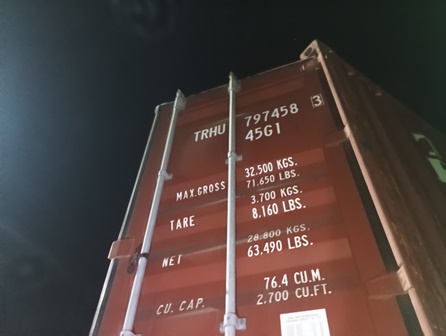 TRHU 797458 3
45G1
MAX.GROSS 32.500 KGS.
71.650 LBS.
TARE 3.700 KGS.
8.160 LBS.
NET 28.800 KGS.
63.490 LBS.
CU. CAP. 76.4 CU.M.
2.700 CU.FT.